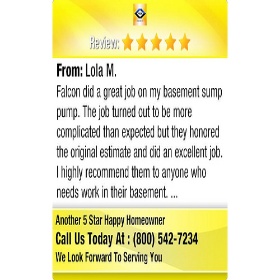 Review:
From: Lola M.
Falcon did a great job on my basement sump
pump. The job turned out to be more
complicated than expected but they honored
the original estimate and did an excellent job.
I highly recommend them to anyone who
needs work in their basement. ...
Another 5 Star Happy Homeowner
Call Us Today At : (800) 542-7234
We Look Forward To Serving You